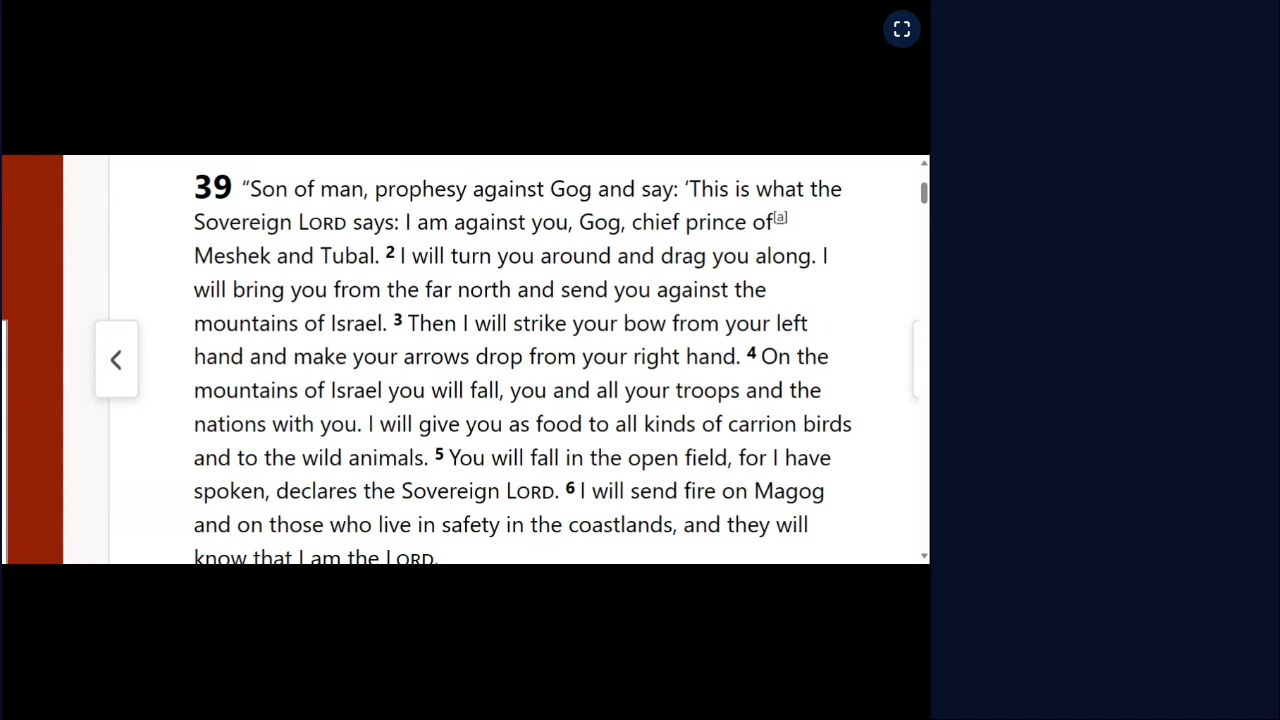 39 “Son of man, prophesy against Gog and say: ‘This is what the
Sovereign LORD says: I am against you, Gog, chief prince of[a]
Meshek and Tubal. 2 I will turn you around and drag you along. I
will bring you from the far north and send you against the
mountains of Israel. 3 Then I will strike your bow from your left
hand and make your arrows drop from your right hand. 4 On the
mountains of Israel you will fall, you and all your troops and the
nations with you. I will give you as food to all kinds of carrion birds
and to the wild animals. 5 You will fall in the open field, for I have
spoken, declares the Sovereign LORD. 6 I will send fire on Magog
and on those who live in safety in the coastlands, and they will
know that I am the LORD.